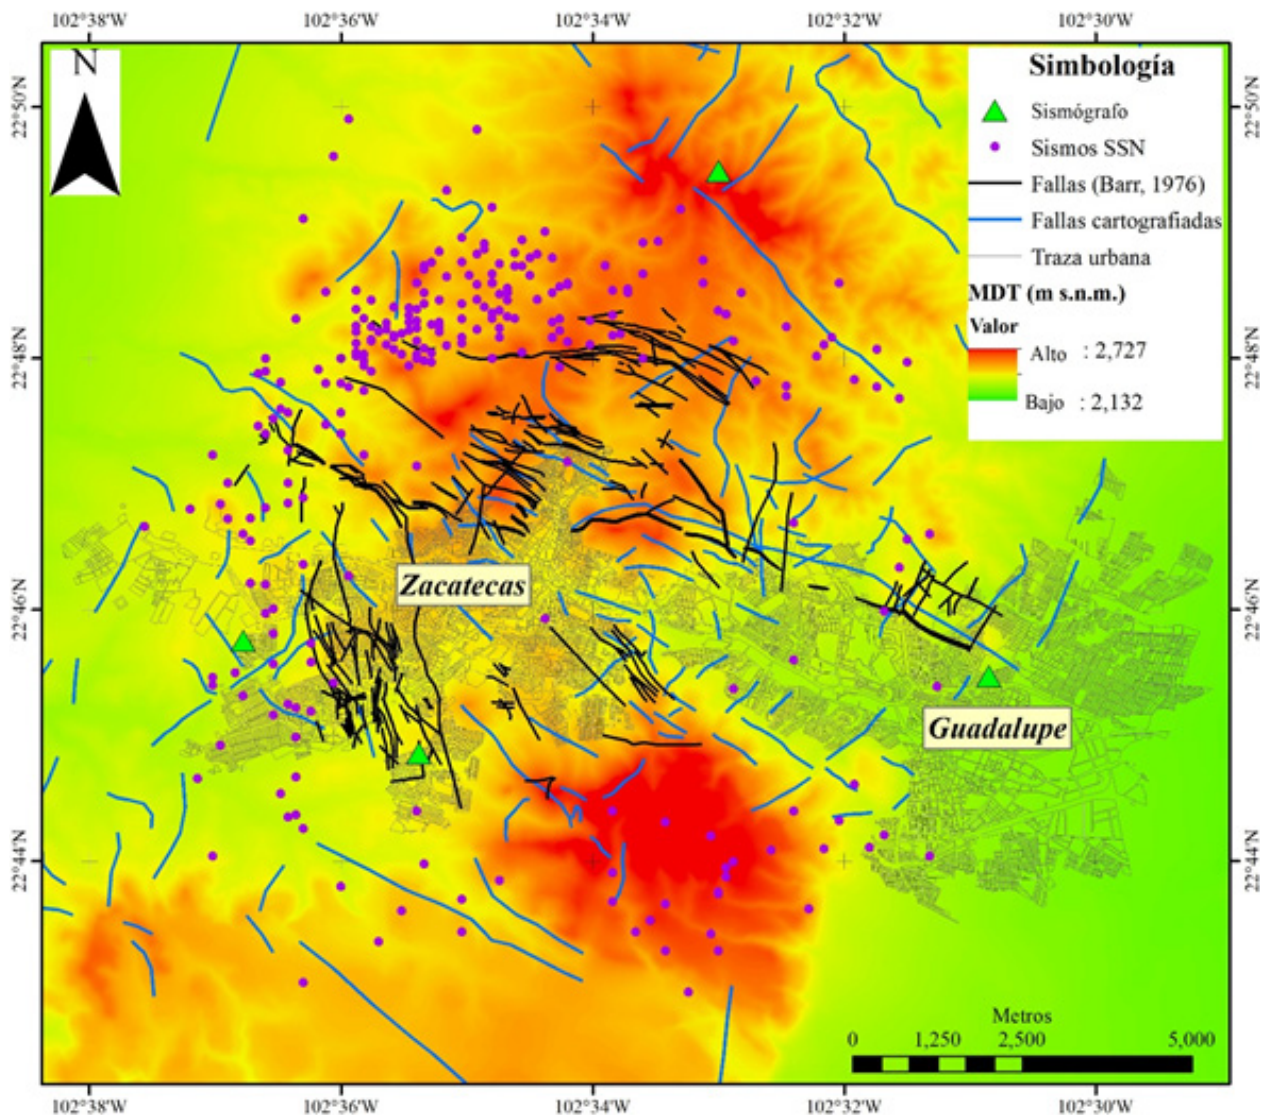 102°38'W 102°36'W 102°34'W 102°32'W 102°30'W
N
Simbología
Sismógrafo
Sismos SSN
Fallas (Barr, 1976)
Fallas cartografiadas
Traza urbana
MDT (m s.n.m.)
Valor
Alto : 2,727
Bajo : 2,132
22°50'N 22°50'N
22°48'N 22°48'N
22°46'N 22°46'N
Zacatecas
Guadalupe
22°44'N 22°44'N
Metros
0 1,250 2,500 5,000
102°38'W 102°36'W 102°34'W 102°32'W 102°30'W